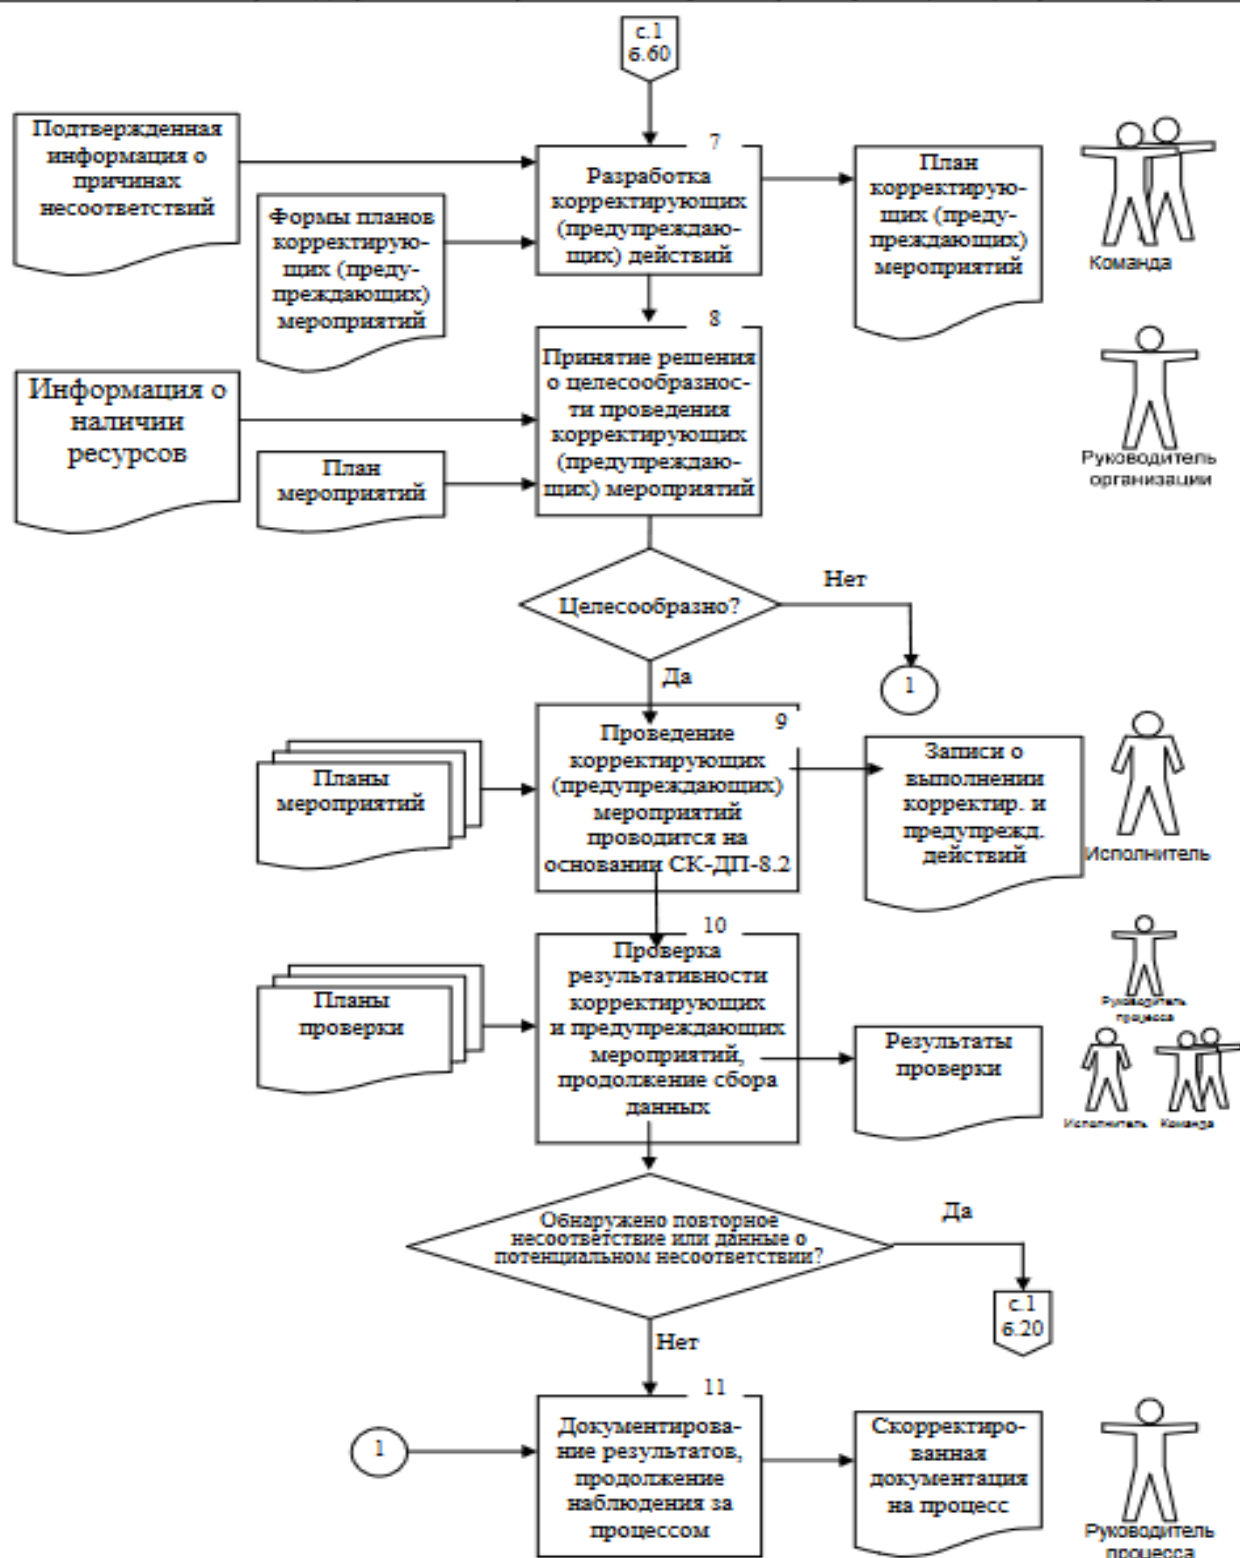 с.1
6.60
Подтвержденная
информация о
причинах
несоответствий
Формы планов
корректирую-
щих (преду-
преждающих)
мероприятий
7
Разработка
корректирующих
(предупреждаю-
щих) действий
План
корректирую-
щих (преду-
преждающих)
мероприятий
Команда
Информация о
наличии
ресурсов
План
мероприятий
8
Принятие решения
о целесообразнос-
ти проведения
корректирующих
(предупреждаю-
щих) мероприятий
Руководитель
организации
Целесообразно?
Нет
1
Да
Планы
мероприятий
9
Проведение
корректирующих
(предупреждающих)
мероприятий
проводится на
основании СК-ДП-8.2
Записи о
выполнении
корректир. и
предупрежд.
действий
Исполнитель
Планы
проверки
10
Проверка
результативности
корректирующих
и предупреждающих
мероприятий,
продолжение сбора
данных
Результаты
проверки
Руководитель
процесса
Исполнитель
Команда
Обнаружено повторное
несоответствие или данные о
потенциальном несоответствии?
Да
с.1
6.20
Нет
1
11
Документирова-
ние результатов,
продолжение
наблюдения за
процессом
Скорректиро-
ванная
документация
на процесс
Руководитель
процесса